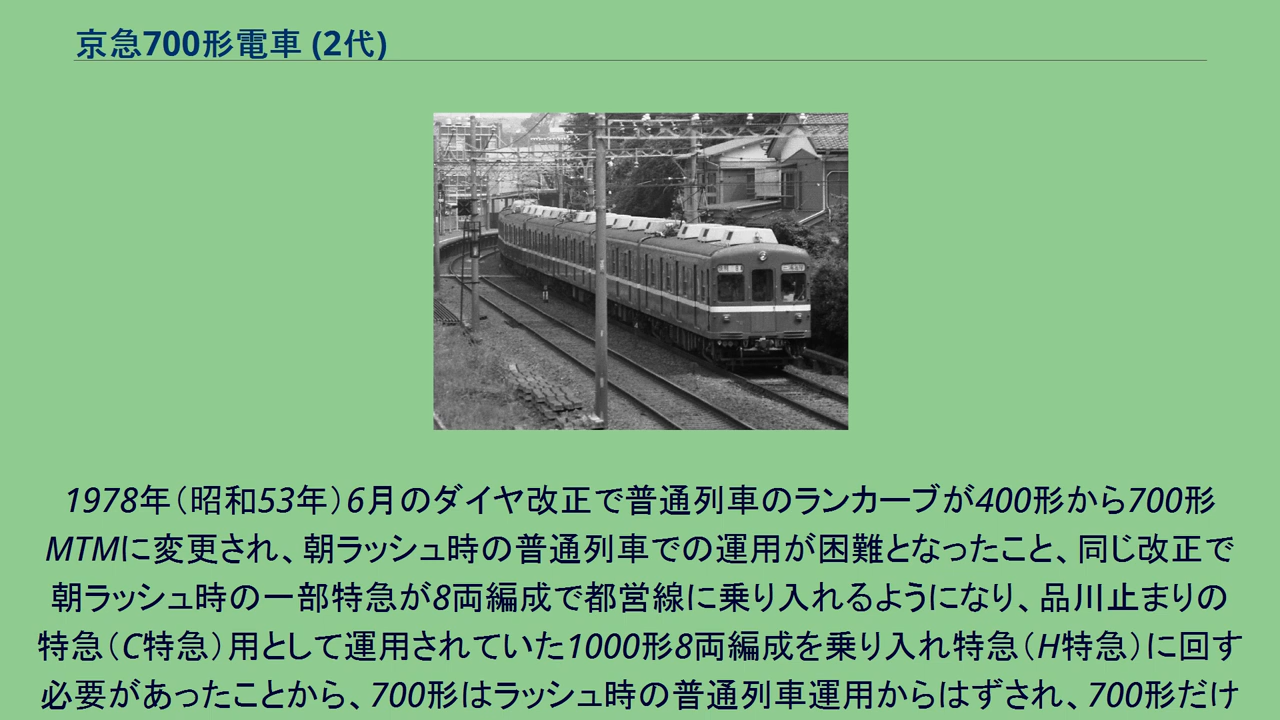 京急700形電車 (2代)
1978年（昭和53年）6月のダイヤ改正で普通列車のランカーブが400形から700形
MTMに変更され、朝ラッシュ時の普通列車での運用が困難となったこと、同じ改正で
朝ラッシュ時の一部特急が8両編成で都営線に乗り入れるようになり、品川止まりの
特急（C特急）用として運用されていた1000形8両編成を乗り入れ特急（H特急）に回す
必要があったことから、700形はラッシュ時の普通列車運用からはずされ、700形だけ